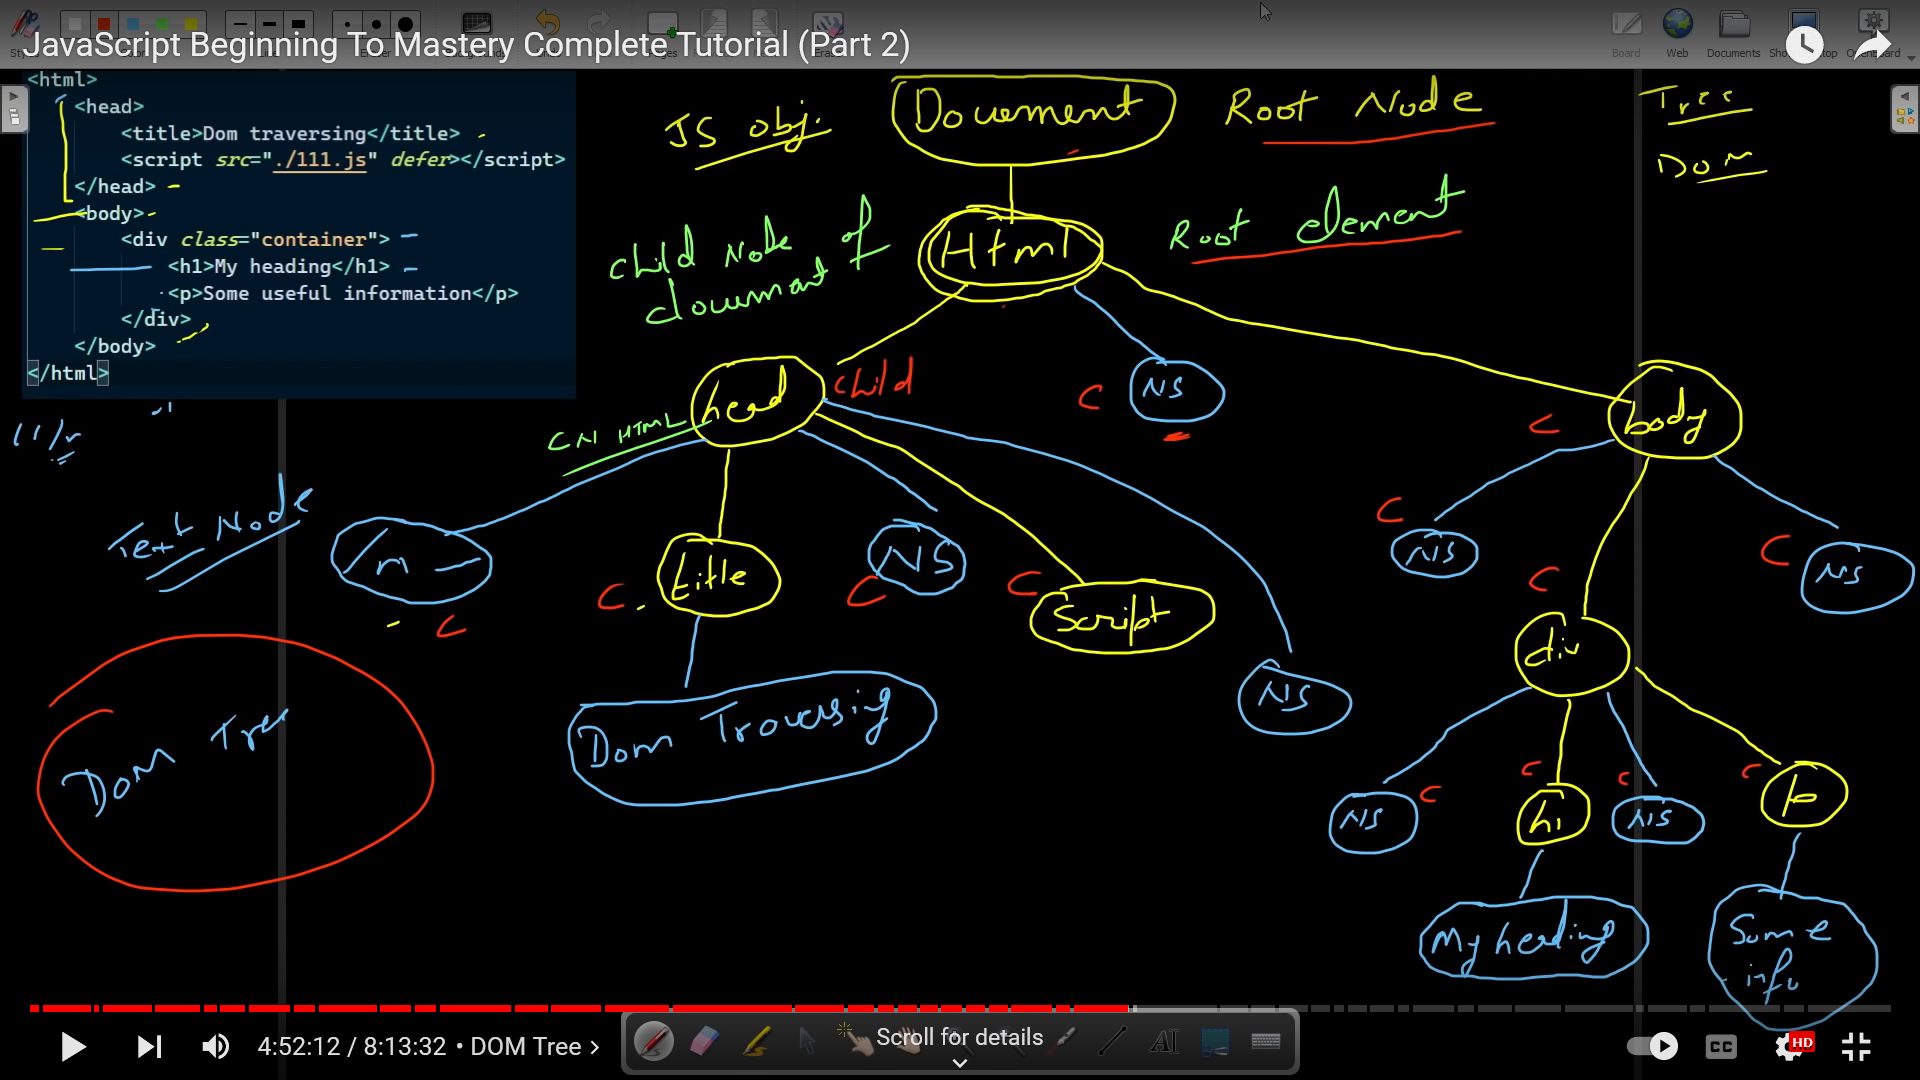 JavaScript Beginning To Mastery Complete Tutorial (Part 2)
Board
Web
Documents
<html>
<head>
<title>Dom traversing</title>
<script src="./111.js" defer></script>
</head>
<body>
<div class="container">
<h1>My heading</h1>
<p>Some useful information</p>
</div>
</body>
</html>
JS obj.
Document
Root Node
Tree
Dom
child Node of
document
Html
Root element
head
child
C
NS
C
body
CN HTML
Text Node
/n
C
C
title
C
NS
C
Script
NS
C
NS
C
NS
C
div
Dom Traversing
Dom Tree
NS
C
C
h1
C
NS
C
p
My heading
Some
info
4:52:12 / 8:13:32 • DOM Tree >
Scroll for details
CC
HD